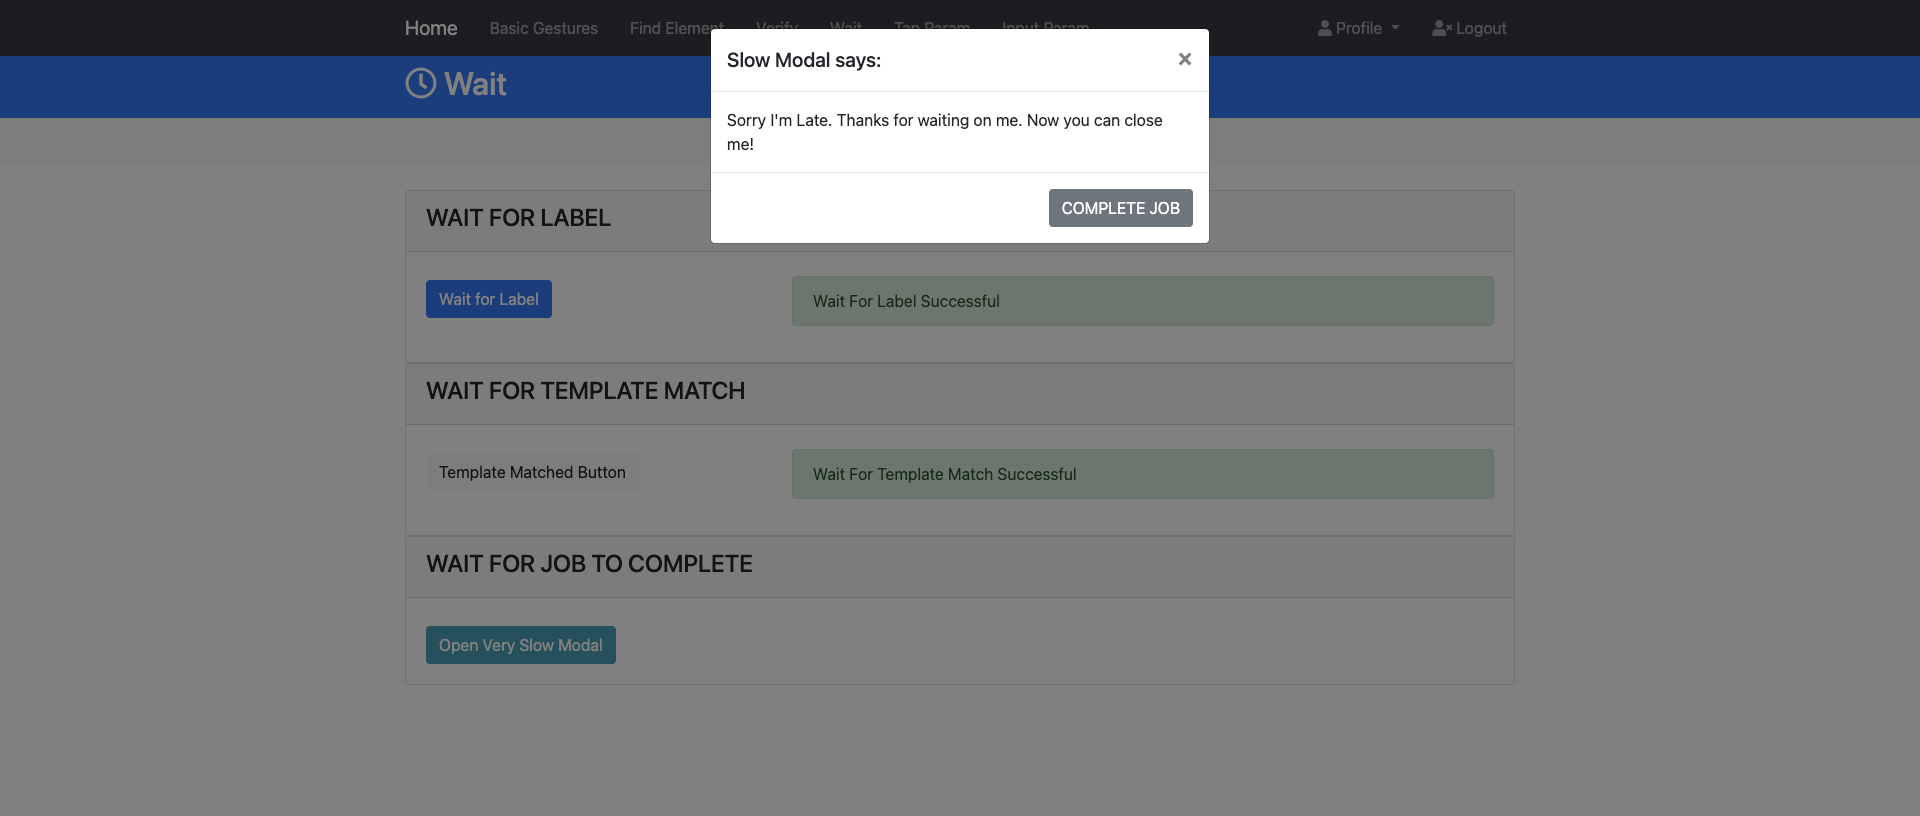 Home Basic Gestures Find Element Verify Wait Tap Param Input Param Profile Logout
Wait
Slow Modal says:
×
Sorry I'm Late. Thanks for waiting on me. Now you can close
me!
COMPLETE JOB
WAIT FOR LABEL
Wait for Label
Wait For Label Successful
WAIT FOR TEMPLATE MATCH
Template Matched Button
Wait For Template Match Successful
WAIT FOR JOB TO COMPLETE
Open Very Slow Modal